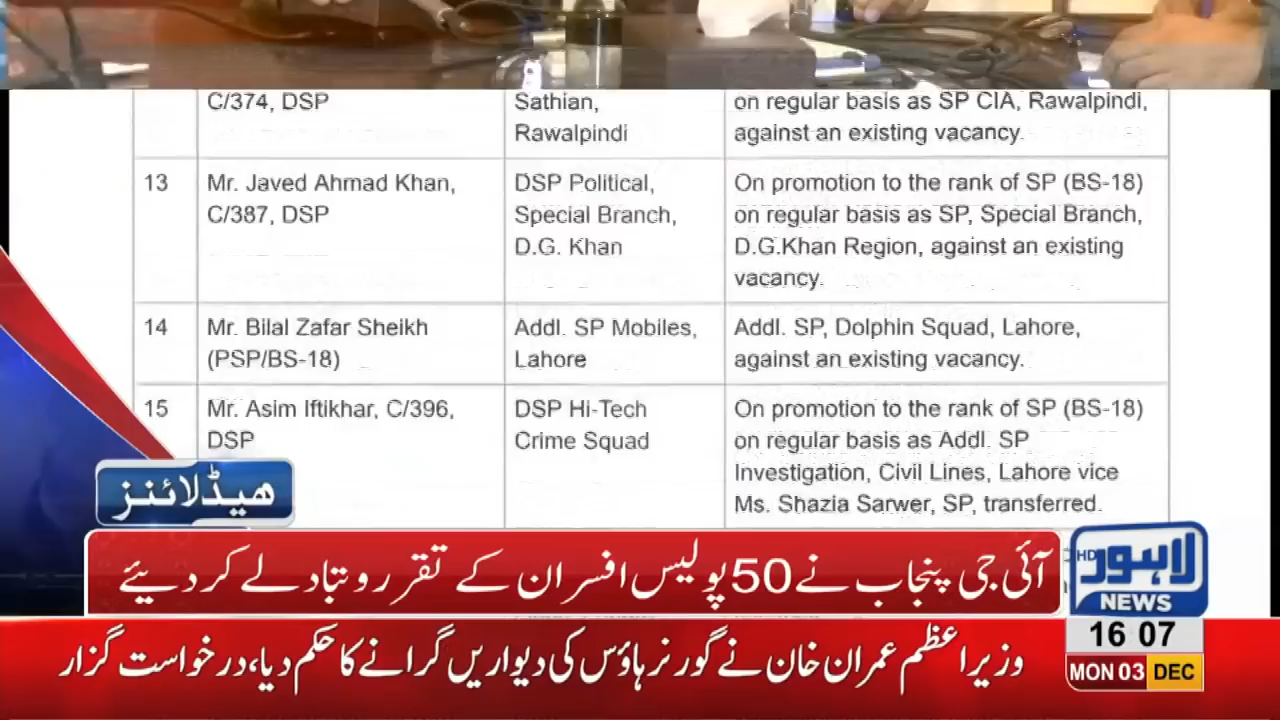 C/374, DSP
Sathian,
Rawalpindi
on regular basis as SP CIA, Rawalpindi,
against an existing vacancy.
13
Mr. Javed Ahmad Khan,
C/387, DSP
DSP Political,
Special Branch,
D.G. Khan
On promotion to the rank of SP (BS-18)
on regular basis as SP, Special Branch,
D.G.Khan Region, against an existing
vacancy.
14
Mr. Bilal Zafar Sheikh
(PSP/BS-18)
Addl. SP Mobiles,
Lahore
Addl. SP, Dolphin Squad, Lahore,
against an existing vacancy.
15
Mr. Asim Iftikhar, C/396,
DSP
DSP Hi-Tech
Crime Squad
On promotion to the rank of SP (BS-18)
on regular basis as Addl. SP
Investigation, Civil Lines, Lahore vice
Ms. Shazia Sarwer, SP, transferred.
ہیڈلائنز
آئی جی پنجاب نے 50 پولیس افسران کے تقرر و تبادلے کر دیئے
لاہور HD
NEWS
16 07
MON 03 DEC
وزیراعظم عمران خان نے گورنر ہاؤس کی دیواریں گرانے کا حکم دیا، درخواست گزار